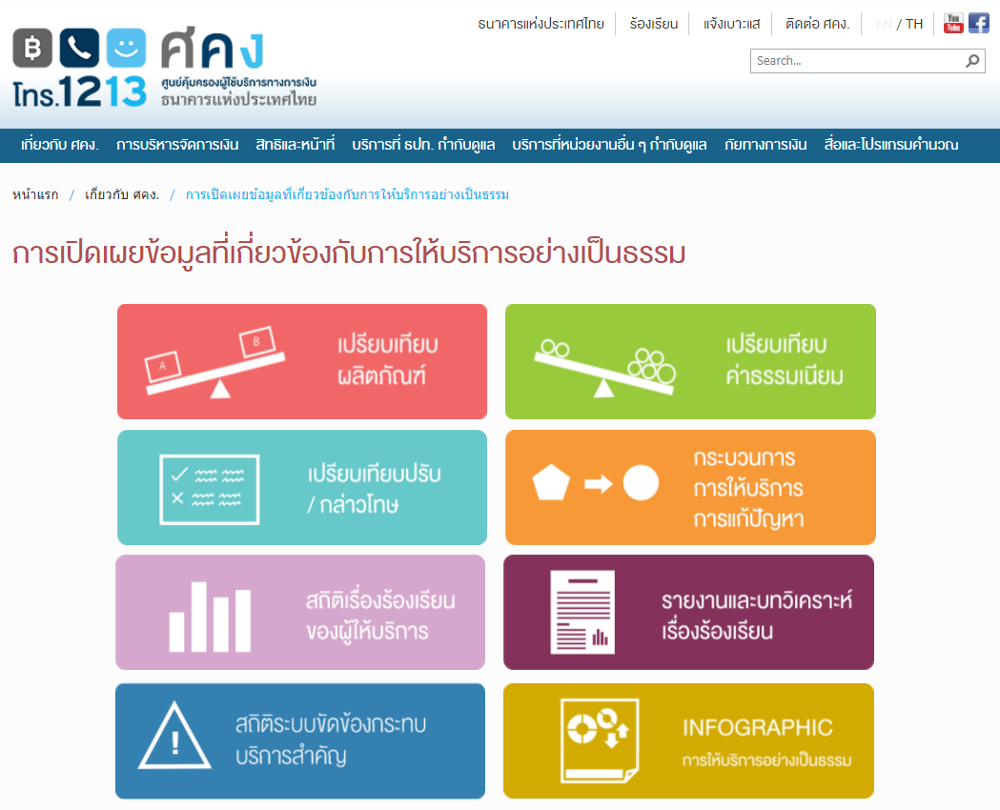 ธนาคารแห่งประเทศไทย ร้องเรียน แจ้งเบาะแส ติดต่อ ศคง. EN / TH You Tube f
Search...
฿ ศคง
โทร.1213 ศูนย์คุ้มครองผู้ใช้บริการทางการเงิน
ธนาคารแห่งประเทศไทย
เกี่ยวกับ ศคง. การบริหารจัดการเงิน สิทธิและหน้าที่ บริการที่ ธปท. กำกับดูแล บริการที่หน่วยงานอื่น ๆ กำกับดูแล ภัยทางการเงิน สื่อและโปรแกรมคำนวณ
หน้าแรก / เกี่ยวกับ ศคง. / การเปิดเผยข้อมูลที่เกี่ยวข้องกับการให้บริการอย่างเป็นธรรม
การเปิดเผยข้อมูลที่เกี่ยวข้องกับการให้บริการอย่างเป็นธรรม
A B
เปรียบเทียบ
ผลิตภัณฑ์
เปรียบเทียบ
ค่าธรรมเนียม
เปรียบเทียบปรับ
/ กล่าวโทษ
กระบวนการ
การให้บริการ
การแก้ปัญหา
สถิติเรื่องร้องเรียน
ของผู้ให้บริการ
รายงานและบทวิเคราะห์
เรื่องร้องเรียน
!
สถิติระบบขัดข้องกระทบ
บริการสำคัญ
INFOGRAPHIC
การให้บริการอย่างเป็นธรรม